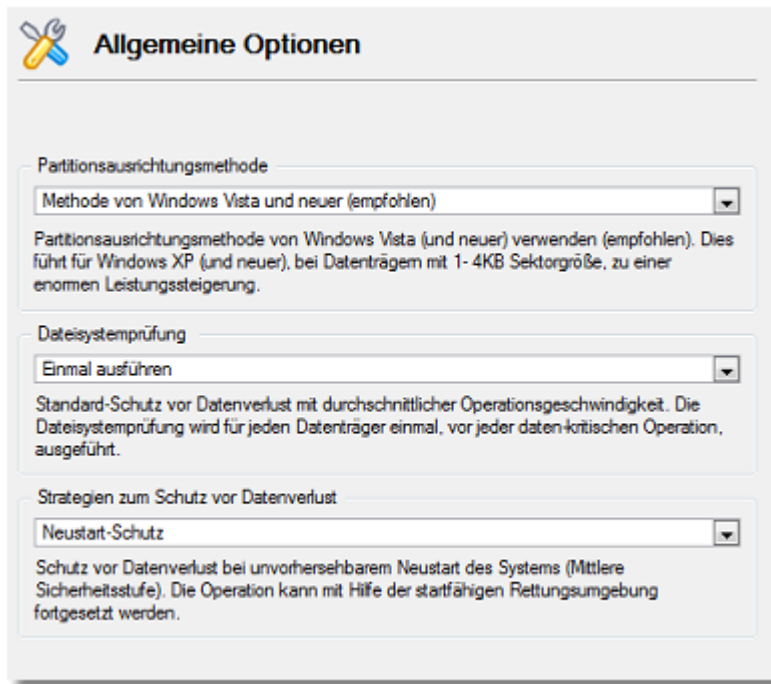 Allgemeine Optionen
Partitionsausrichtungsmethode
Methode von Windows Vista und neuer (empfohlen)
Partitionsausrichtungsmethode von Windows Vista (und neuer) verwenden (empfohlen). Dies
führt für Windows XP (und neuer), bei Datenträgern mit 1- 4KB Sektorgröße, zu einer
enormen Leistungssteigerung.
Dateisystemprüfung
Einmal ausführen
Standard-Schutz vor Datenverlust mit durchschnittlicher Operationsgeschwindigkeit. Die
Dateisystemprüfung wird für jeden Datenträger einmal, vor jeder daten-kritischen Operation,
ausgeführt.
Strategien zum Schutz vor Datenverlust
Neustart-Schutz
Schutz vor Datenverlust bei unvorhersehbarem Neustart des Systems (Mittlere
Sicherheitsstufe). Die Operation kann mit Hilfe der startfähigen Rettungsumgebung
fortgesetzt werden.